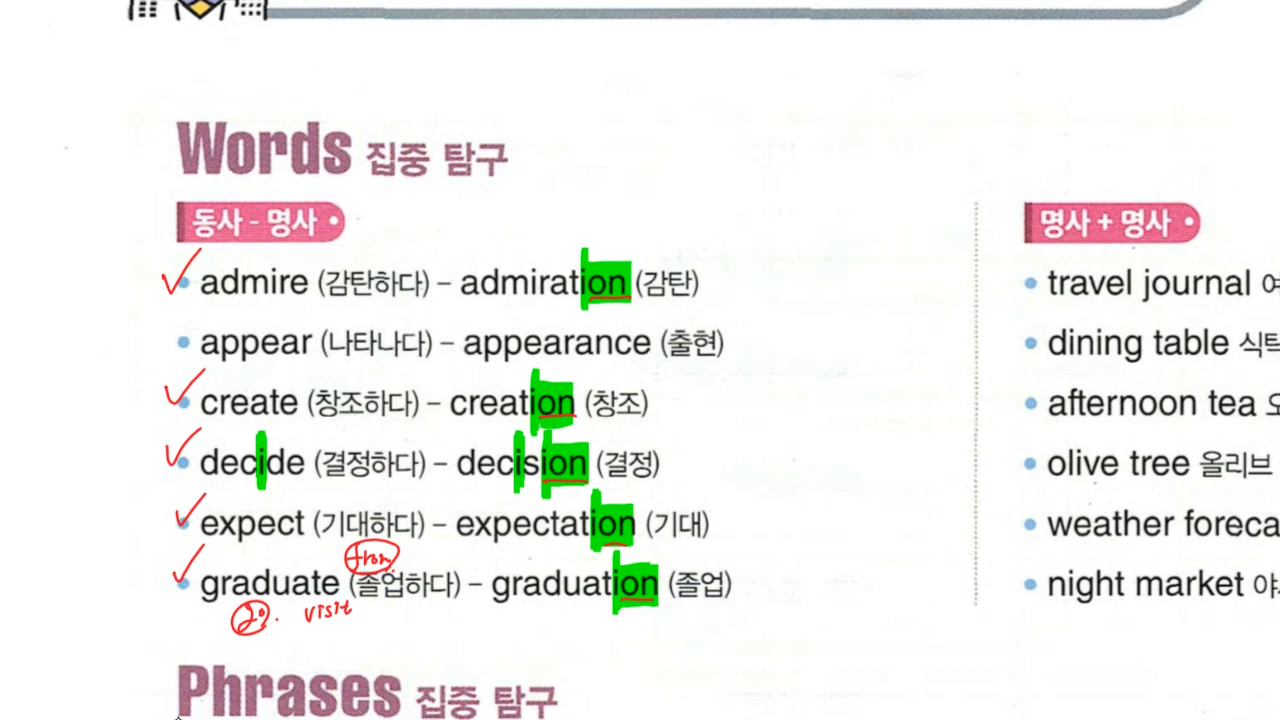 Words 집중 탐구
동사 - 명사
admire (감탄하다) – admiration (감탄)
appear (나타나다) – appearance (출현)
create (창조하다) – creation (창조)
decide (결정하다) – decision (결정)
expect (기대하다) – expectation (기대)
from
graduate (졸업하다) – graduation (졸업)
visit
명사 + 명사
travel journal
dining table
afternoon tea
olive tree 올리브
weather
night market
Phrases 집중 탐구